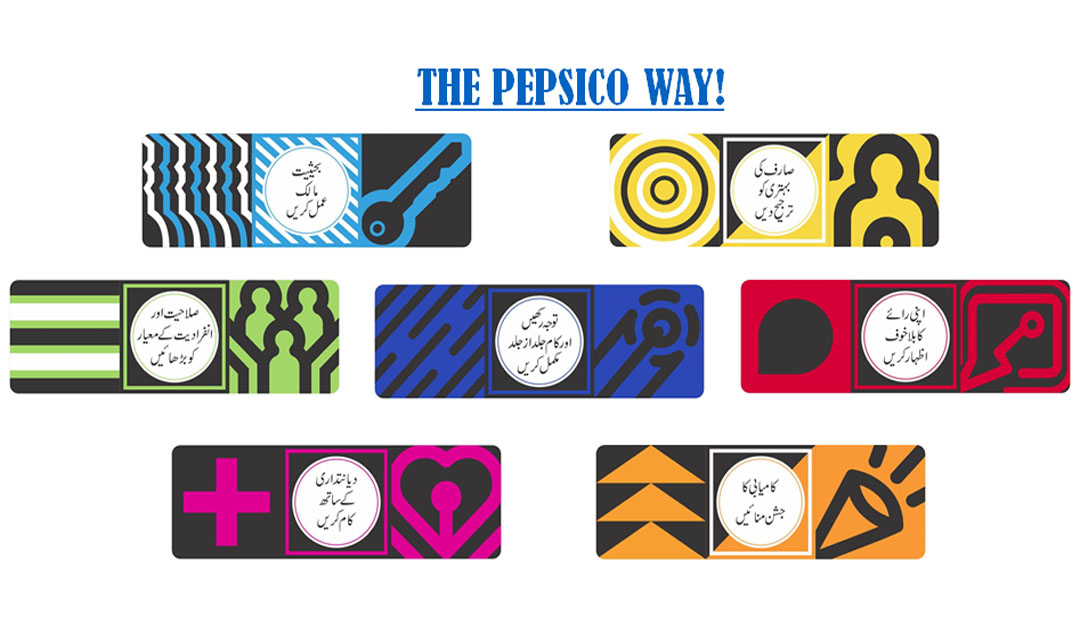 THE PEPSICO WAY!
بحیثیت
مالک
عمل کریں
صارف کی
بہتری کو
ترجیح دیں
صلاحیت اور
انفرادیت کے معیار
کو بڑھائیں
توجہ رکھیں
اور کام جلد از جلد
مکمل کریں
اپنی رائے
کا بلا خوف
اظہار کریں
دیانتداری
کے ساتھ
کام کریں
کامیابی کا
جشن منائیں